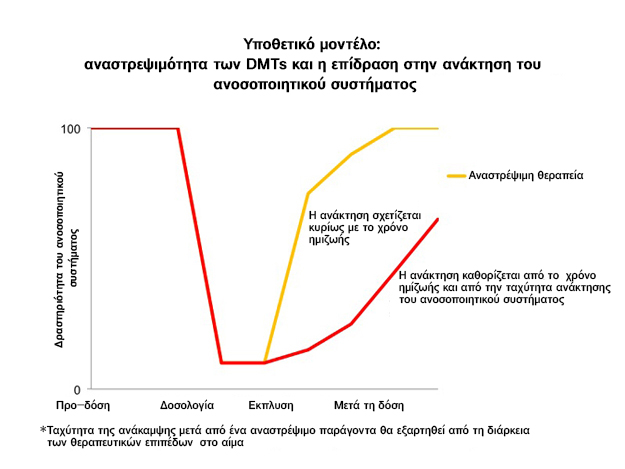 Υποθετικό μοντέλο:
αναστρεψιμότητα των DMTs και η επίδραση στην ανάκτηση του
ανοσοποιητικού συστήματος
100
Αναστρέψιμη θεραπεία
Η ανάκτηση σχετίζεται
κυρίως με το χρόνο
ημιζωής
Δραστηριότητα του ανοσοποιητικού
συστήματος
Η ανάκτηση καθορίζεται από το χρόνο
ημίζωής και από την ταχύτητα ανάκτησης
του ανοσοποιητικού συστήματος
0
Προ–δόση Δοσολογία Εκπλυση Μετά τη δόση
*Ταχύτητα της ανάκαμψης μετά από ένα αναστρέψιμο παράγοντα θα εξαρτηθεί από τη διάρκεια
των θεραπευτικών επιπέδων στο αίμα